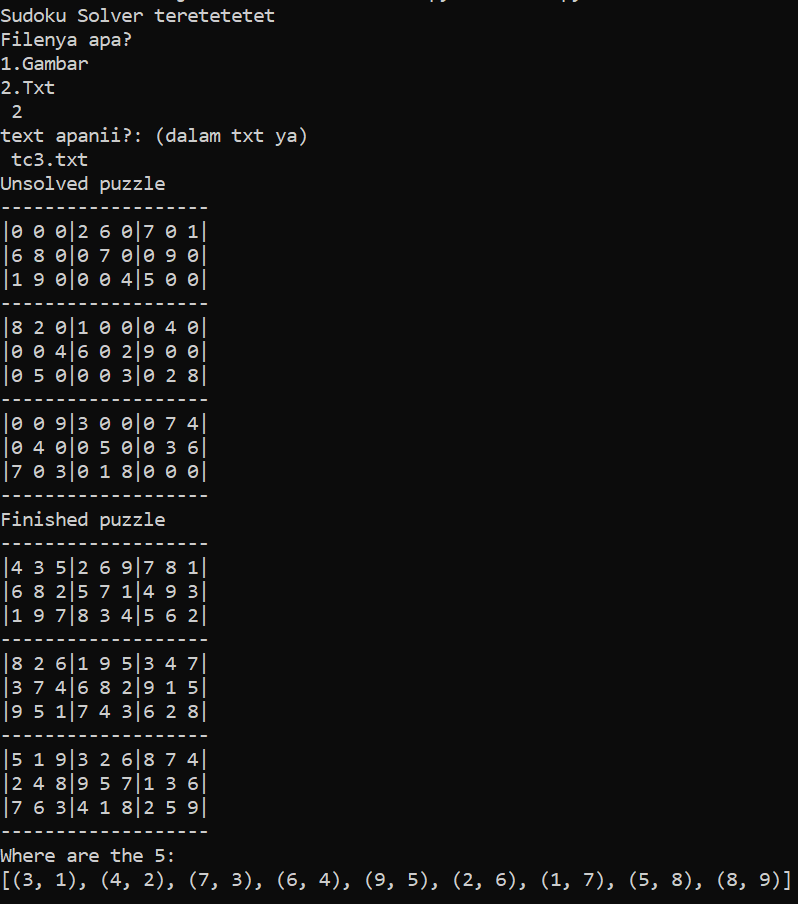 Sudoku Solver teretetetet
Filenya apa?
1.Gambar
2.Txt
 2
text apanii?: (dalam txt ya)
 tc3.txt
Unsolved puzzle
-------------------
|0 0 0|2 6 0|7 0 1|
|6 8 0|0 7 0|0 9 0|
|1 9 0|0 0 4|5 0 0|
-------------------
|8 2 0|1 0 0|0 4 0|
|0 0 4|6 0 2|9 0 0|
|0 5 0|0 0 3|0 2 8|
-------------------
|0 0 9|3 0 0|0 7 4|
|0 4 0|0 5 0|0 3 6|
|7 0 3|0 1 8|0 0 0|
-------------------
Finished puzzle
-------------------
|4 3 5|2 6 9|7 8 1|
|6 8 2|5 7 1|4 9 3|
|1 9 7|8 3 4|5 6 2|
-------------------
|8 2 6|1 9 5|3 4 7|
|3 7 4|6 8 2|9 1 5|
|9 5 1|7 4 3|6 2 8|
-------------------
|5 1 9|3 2 6|8 7 4|
|2 4 8|9 5 7|1 3 6|
|7 6 3|4 1 8|2 5 9|
-------------------
Where are the 5:
[(3, 1), (4, 2), (7, 3), (6, 4), (9, 5), (2, 6), (1, 7), (5, 8), (8, 9)]